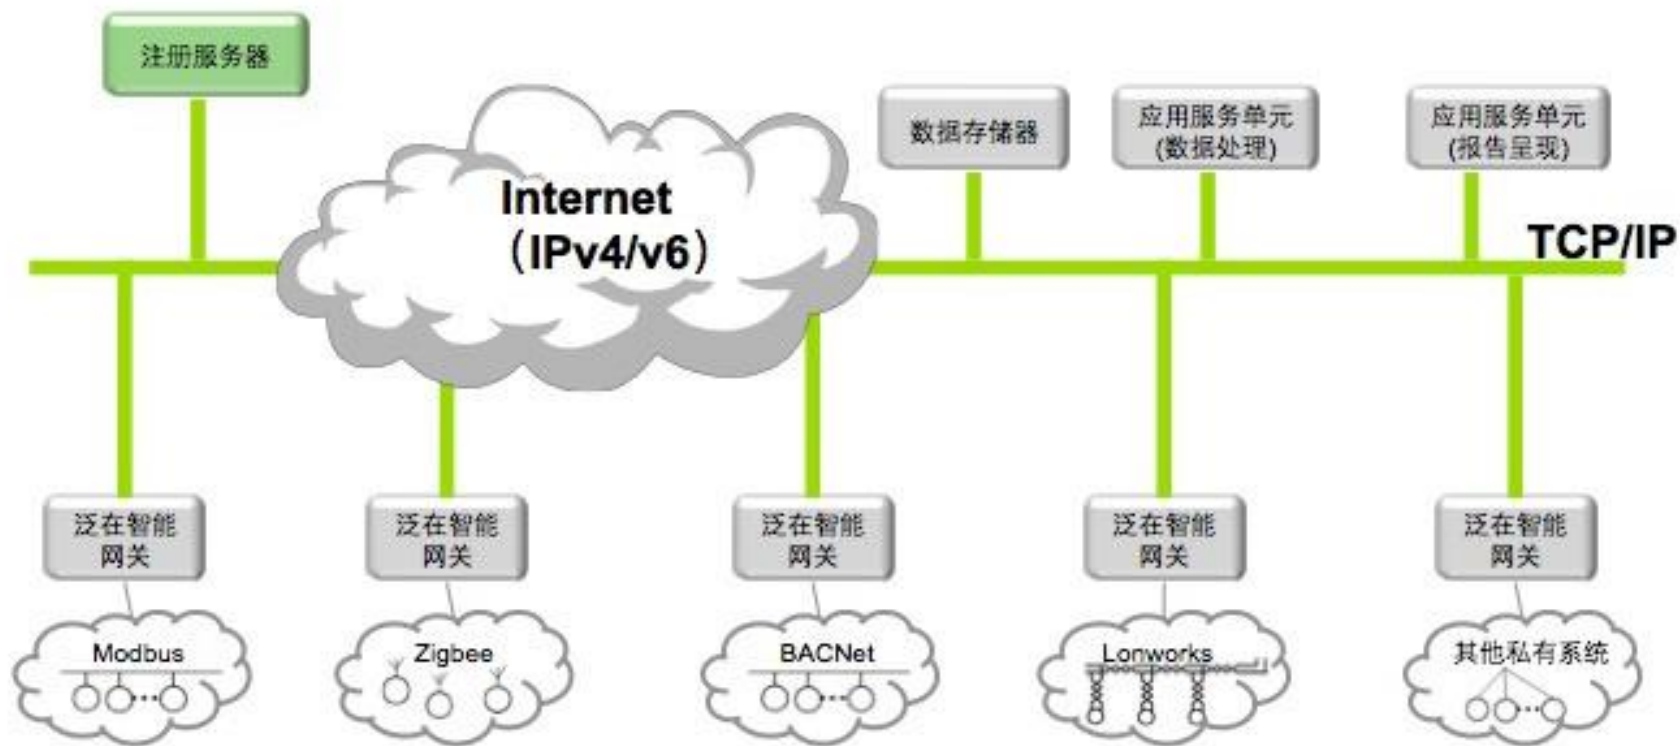 注册服务器
数据存储器
应用服务单元
(数据处理)
应用服务单元
(报告呈现)
Internet
（IPv4/v6）
TCP/IP
泛在智能
网关
泛在智能
网关
泛在智能
网关
泛在智能
网关
泛在智能
网关
Modbus
Zigbee
BACNet
Lonworks
其他私有系统